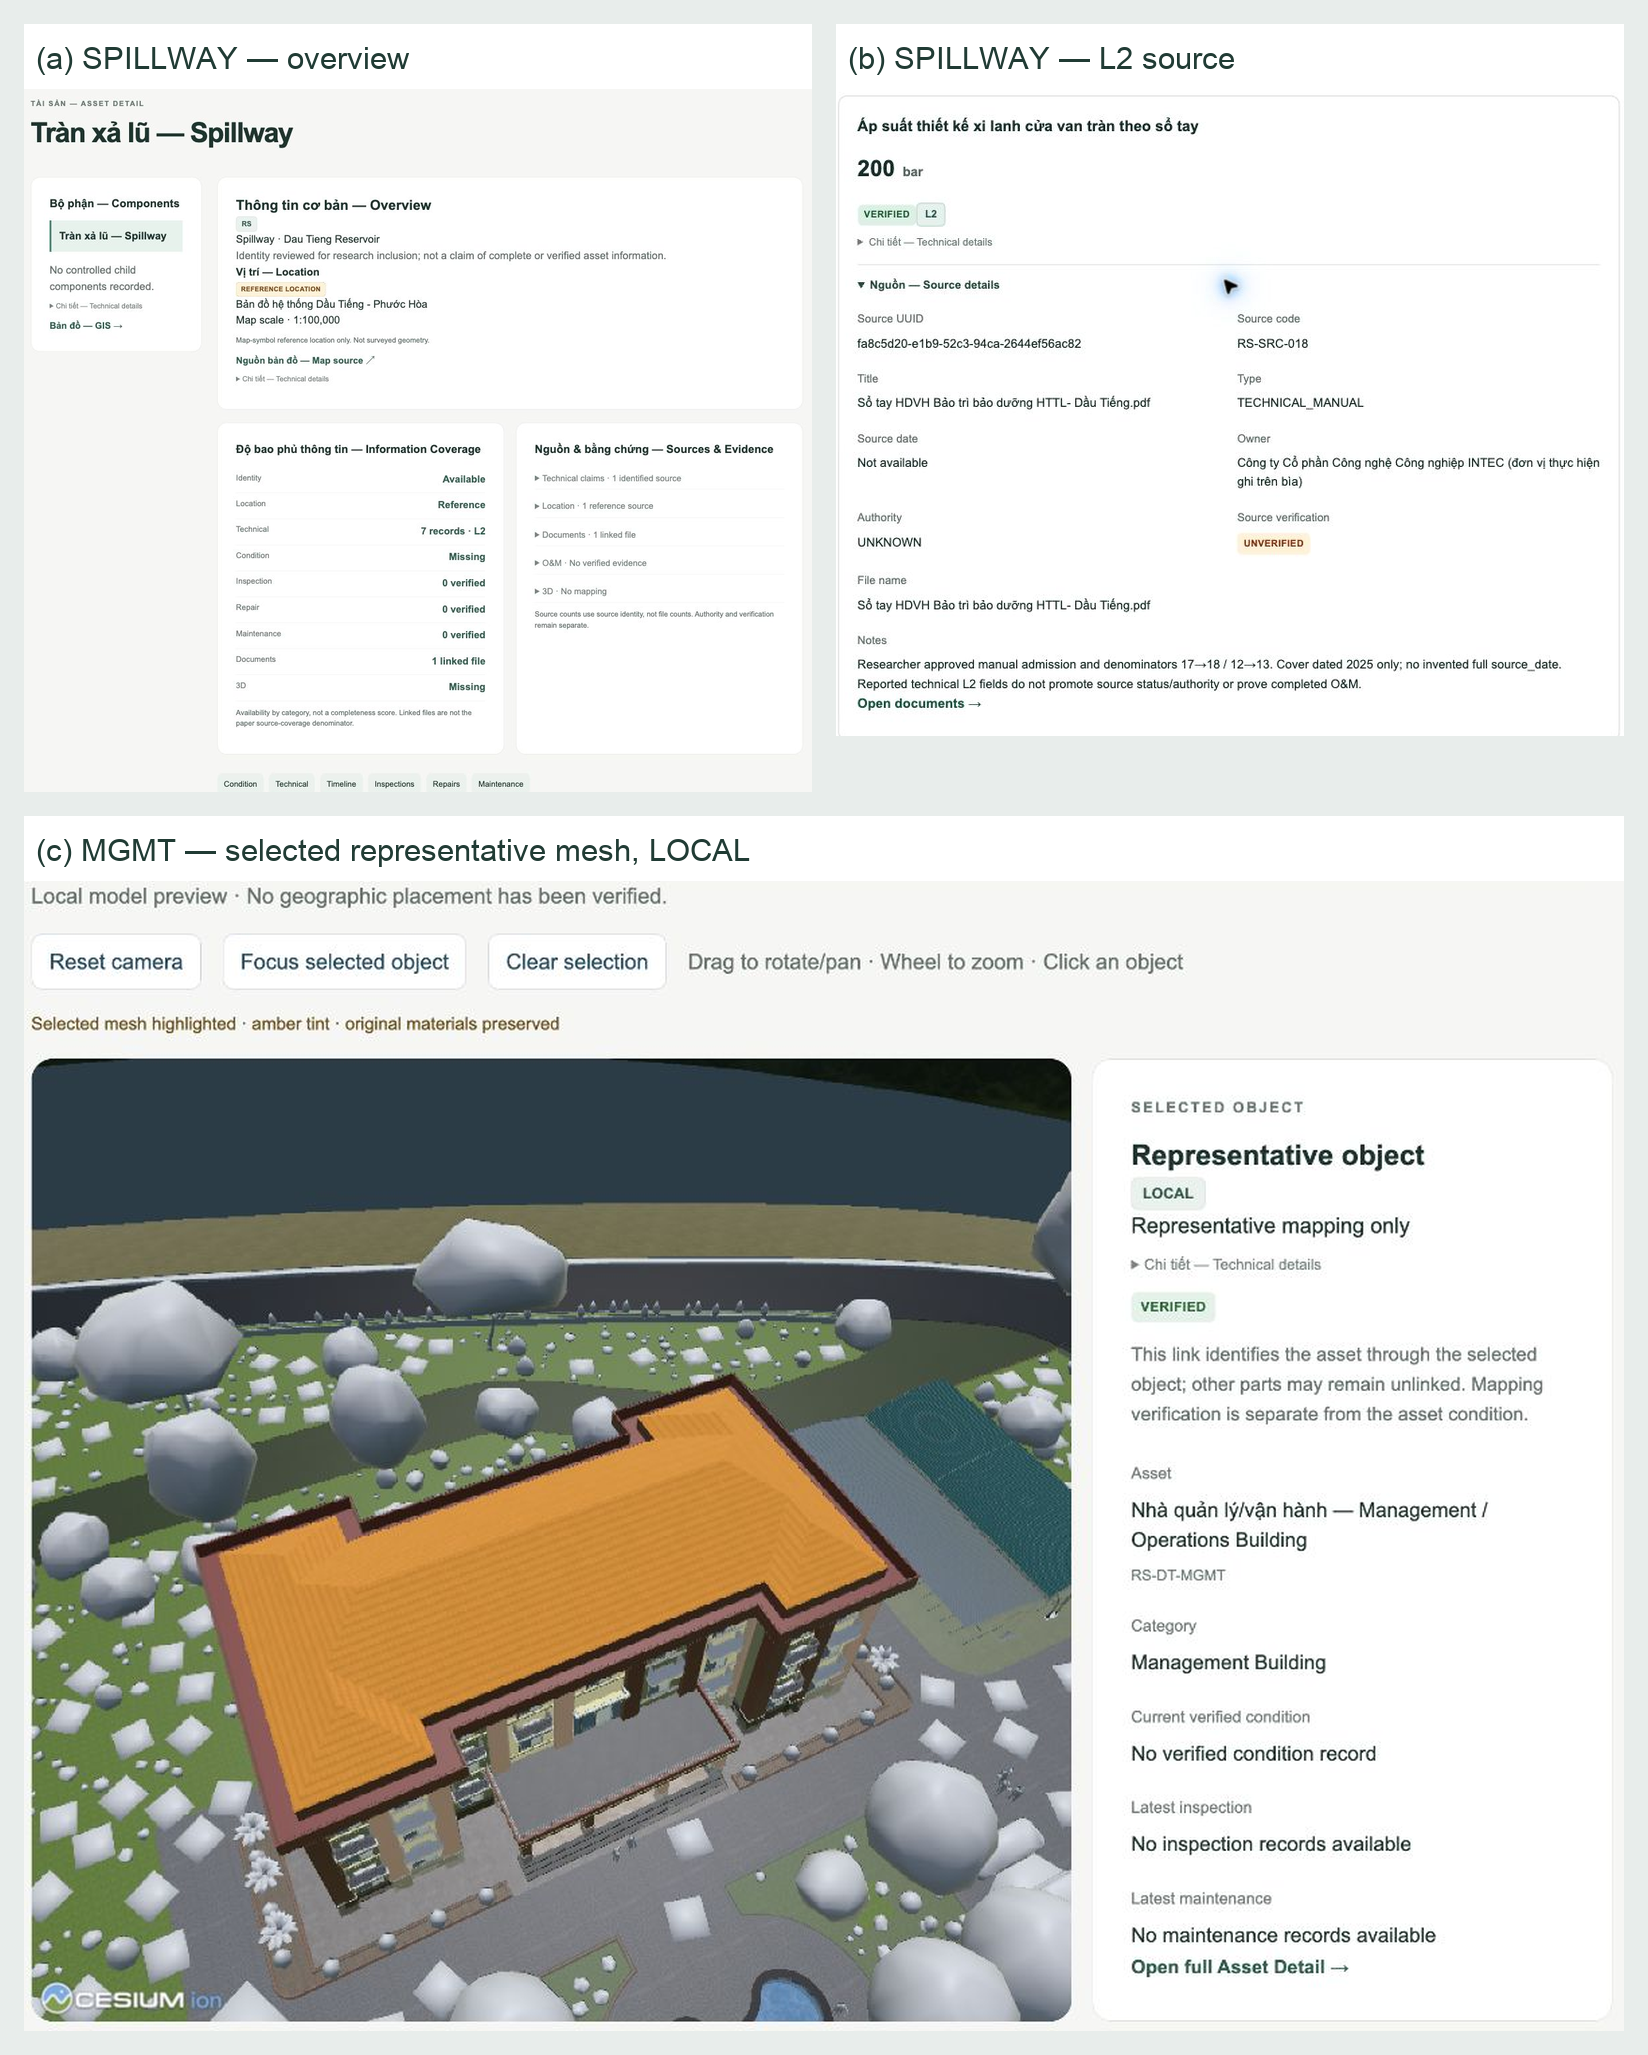 (a) SPILLWAY — overview
TÀI SẢN — ASSET DETAIL
Tràn xả lũ — Spillway
Bộ phận — Components
Tràn xả lũ — Spillway
No controlled child
components recorded.
▸ Chi tiết — Technical details
Bản đồ — GIS →
Thông tin cơ bản — Overview
RS
Spillway · Dau Tieng Reservoir
Identity reviewed for research inclusion; not a claim of complete or verified asset information.
Vị trí — Location
REFERENCE LOCATION
Bản đồ hệ thống Dầu Tiếng - Phước Hòa
Map scale · 1:100,000
Map-symbol reference location only. Not surveyed geometry.
Nguồn bản đồ — Map source ↗
▸ Chi tiết — Technical details
Độ bao phủ thông tin — Information Coverage
Identity Available
Location Reference
Technical 7 records · L2
Condition Missing
Inspection 0 verified
Repair 0 verified
Maintenance 0 verified
Documents 1 linked file
3D Missing
Availability by category, not a completeness score. Linked files are not the
paper source-coverage denominator.
Nguồn & bằng chứng — Sources & Evidence
▸ Technical claims · 1 identified source
▸ Location · 1 reference source
▸ Documents · 1 linked file
▸ O&M · No verified evidence
▸ 3D · No mapping
Source counts use source identity, not file counts. Authority and verification
remain separate.
Condition Technical Timeline Inspections Repairs Maintenance
(b) SPILLWAY — L2 source
Áp suất thiết kế xi lanh cửa van tràn theo sổ tay
200 bar
VERIFIED L2
▸ Chi tiết — Technical details
▾ Nguồn — Source details
Source UUID Source code
fa8c5d20-e1b9-52c3-94ca-2644ef56ac82 RS-SRC-018
Title Type
Sổ tay HDVH Bảo trì bảo dưỡng HTTL- Dầu Tiếng.pdf TECHNICAL_MANUAL
Source date Owner
Not available Công ty Cổ phần Công nghệ Công nghiệp INTEC (đơn vị thực hiện
ghi trên bìa)
Authority Source verification
UNKNOWN UNVERIFIED
File name
Sổ tay HDVH Bảo trì bảo dưỡng HTTL- Dầu Tiếng.pdf
Notes
Researcher approved manual admission and denominators 17→18 / 12→13. Cover dated 2025 only; no invented full source_date.
Reported technical L2 fields do not promote source status/authority or prove completed O&M.
Open documents →
(c) MGMT — selected representative mesh, LOCAL
Local model preview · No geographic placement has been verified.
Reset camera Focus selected object Clear selection Drag to rotate/pan · Wheel to zoom · Click an object
Selected mesh highlighted · amber tint · original materials preserved
CESIUM ion
SELECTED OBJECT
Representative object
LOCAL
Representative mapping only
▸ Chi tiết — Technical details
VERIFIED
This link identifies the asset through the selected
object; other parts may remain unlinked. Mapping
verification is separate from the asset condition.
Asset
Nhà quản lý/vận hành — Management /
Operations Building
RS-DT-MGMT
Category
Management Building
Current verified condition
No verified condition record
Latest inspection
No inspection records available
Latest maintenance
No maintenance records available
Open full Asset Detail →